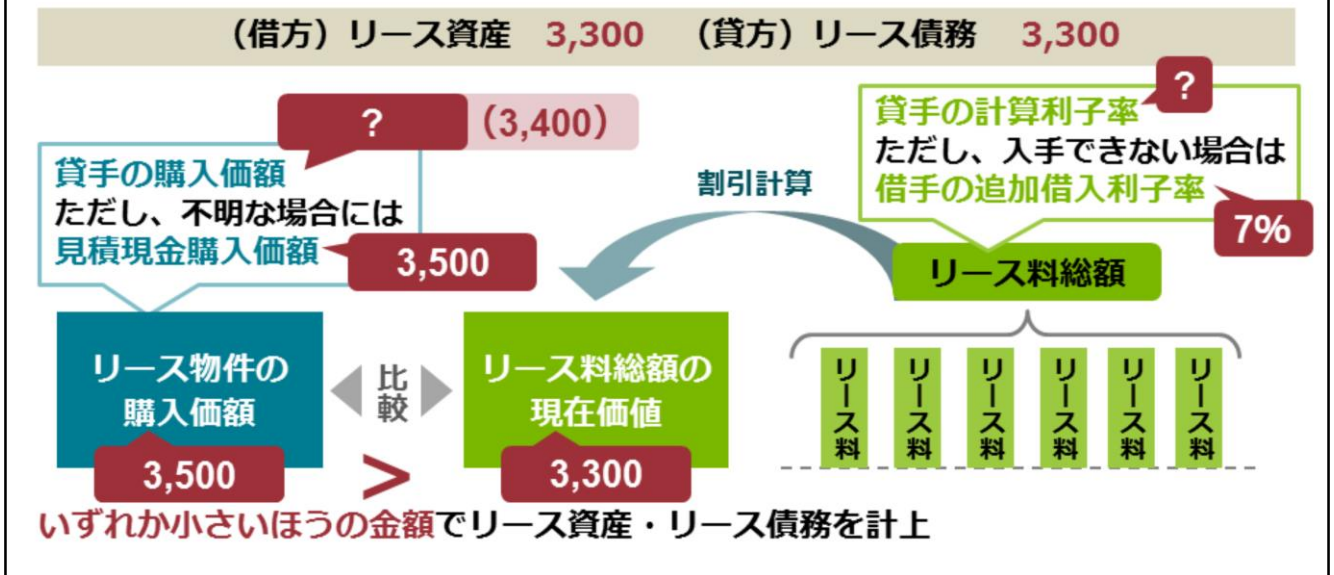 （借方）リース資産 3,300 （貸方）リース債務 3,300
? （3,400）
貸手の購入価額
ただし、不明な場合には
見積現金購入価額 3,500
割引計算
?
貸手の計算利子率
ただし、入手できない場合は
借手の追加借入利子率
7%
リース料総額
リース物件の
購入価額
3,500
比較
>
リース料総額の
現在価値
3,300
リース料
リース料
リース料
リース料
リース料
リース料
いずれか小さいほうの金額でリース資産・リース債務を計上